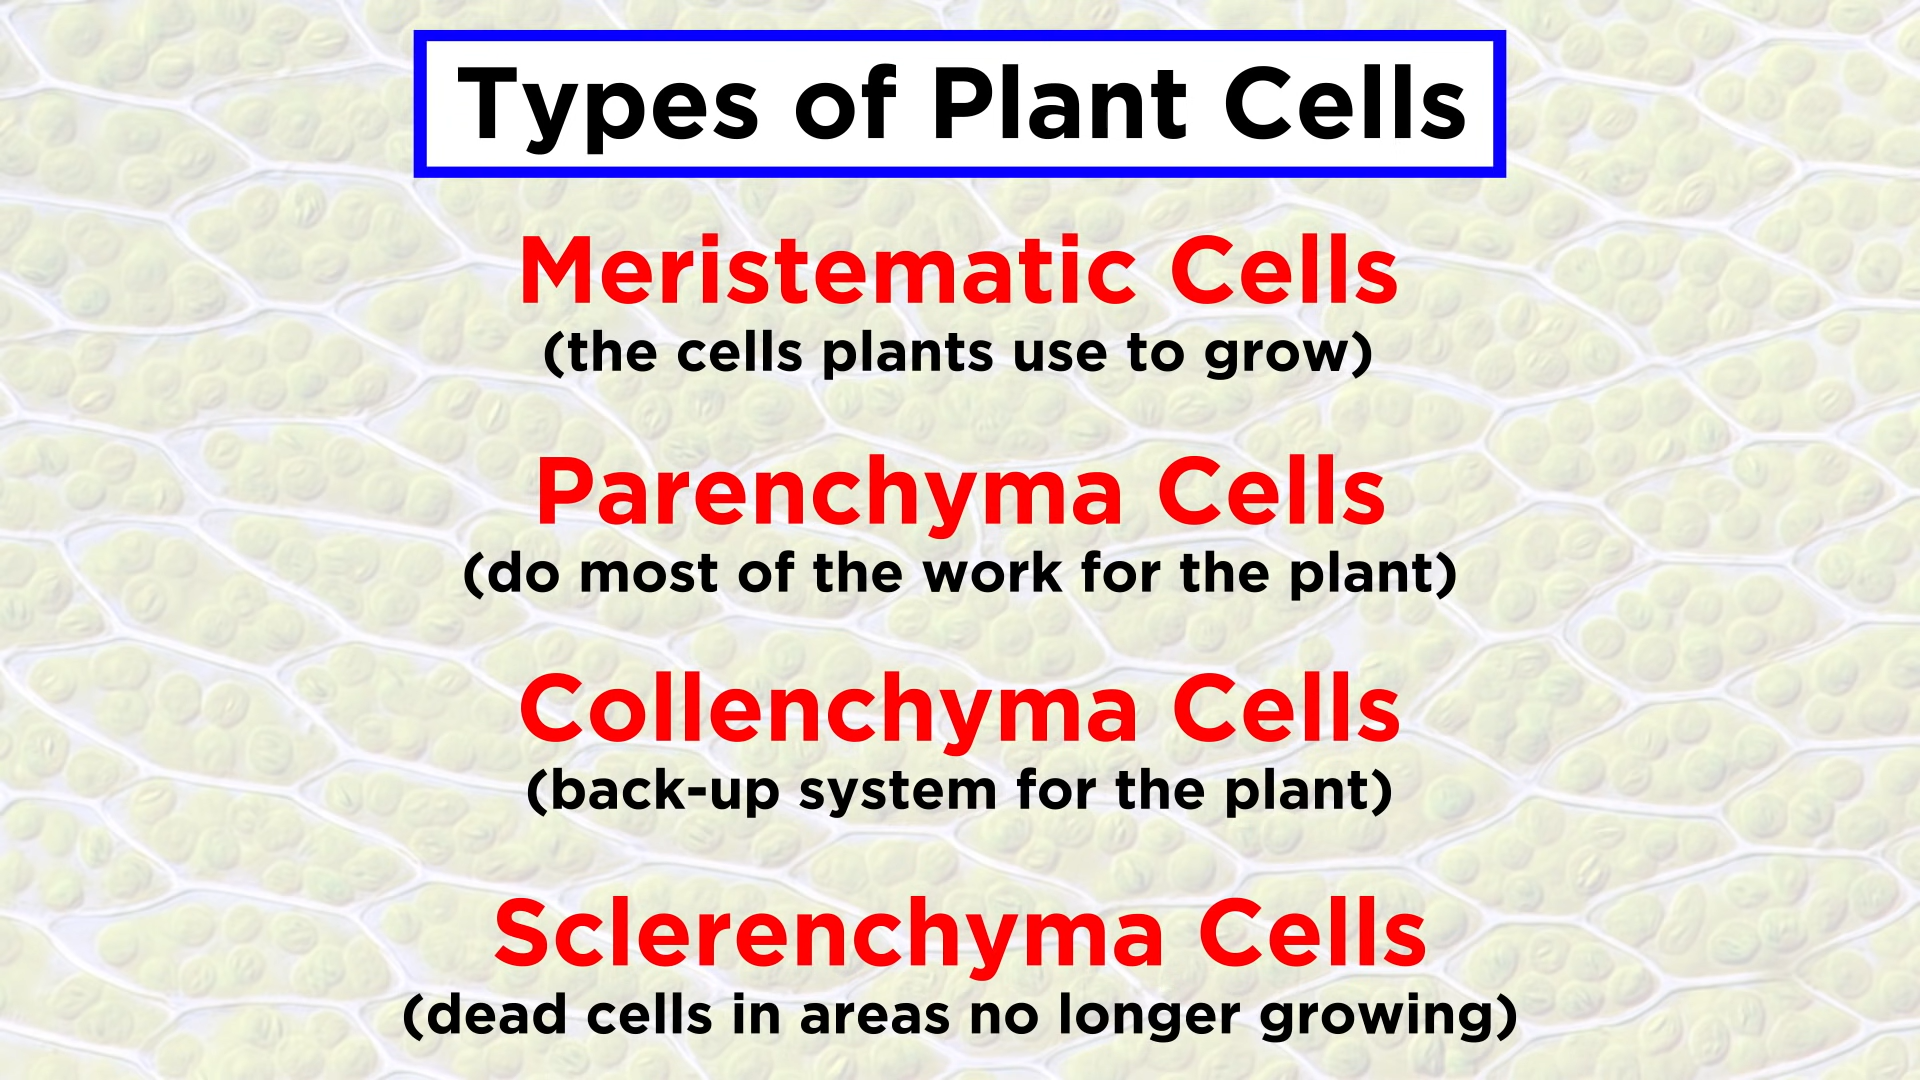 Types of Plant Cells
Meristematic Cells
(the cells plants use to grow)
Parenchyma Cells
(do most of the work for the plant)
Collenchyma Cells
(back-up system for the plant)
Sclerenchyma Cells
(dead cells in areas no longer growing)